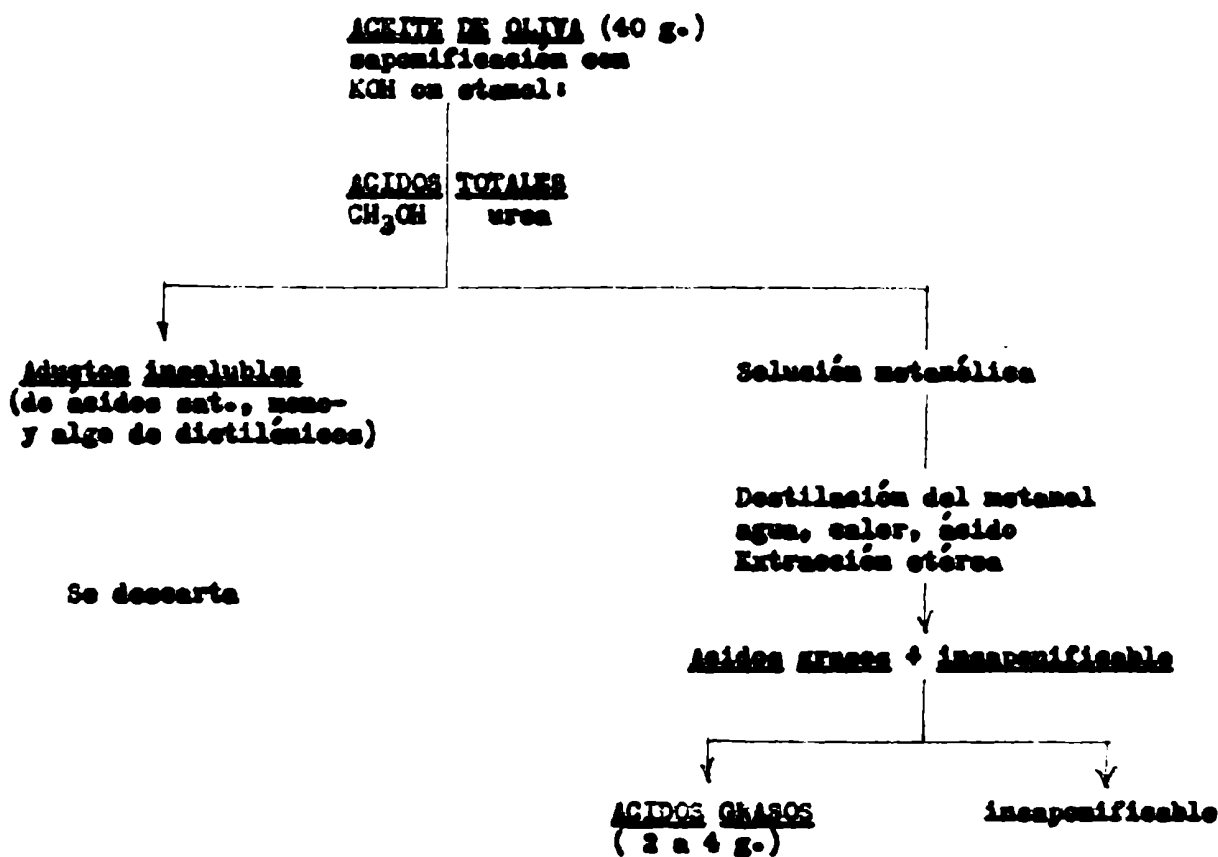 ACEITE DE OLIVA (40 g.)
saponificación con
KOH en etanol:
ACIDOS TOTALES
CH₃OH urea
Aductos insolubles
(de ácidos sat., mono-
y algo de dietilénicos)
Se descarta
Solución metanólica
Destilación del metanol
agua, calor, ácido
Extracción etérea
Acidos grasos + insaponificable
ACIDOS GRASOS
( 2 a 4 g.)
insaponificable